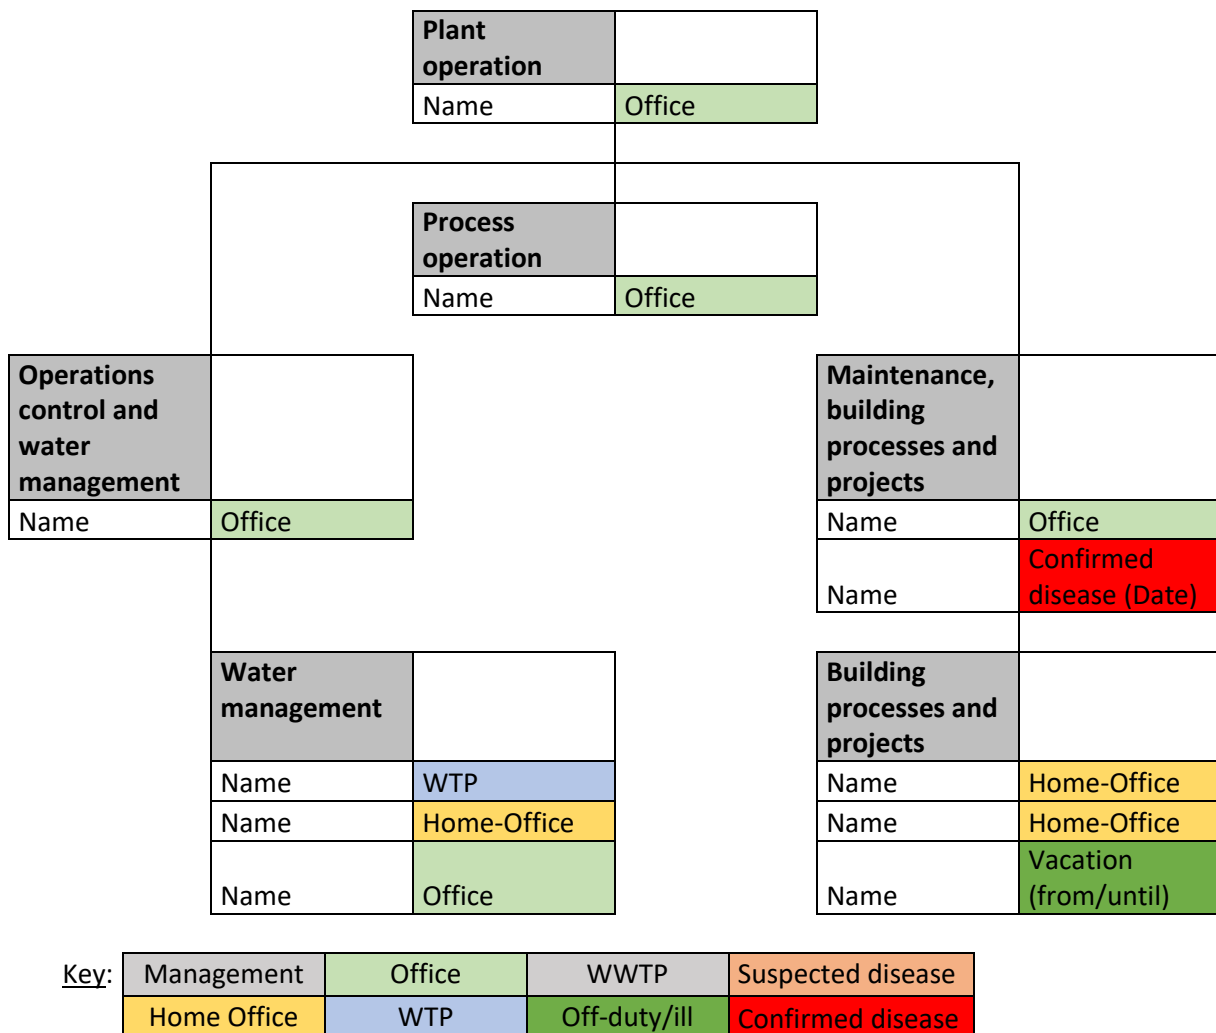 Plant
operation
Name Office
Process
operation
Name Office
Operations
control and
water
management
Name Office
Maintenance,
building
processes and
projects
Name Office
Name Confirmed
disease (Date)
Water
management
Name WTP
Name Home-Office
Name Office
Building
processes and
projects
Name Home-Office
Name Home-Office
Name Vacation
(from/until)
Key: Management Office WWTP Suspected disease
Home Office WTP Off-duty/ill Confirmed disease